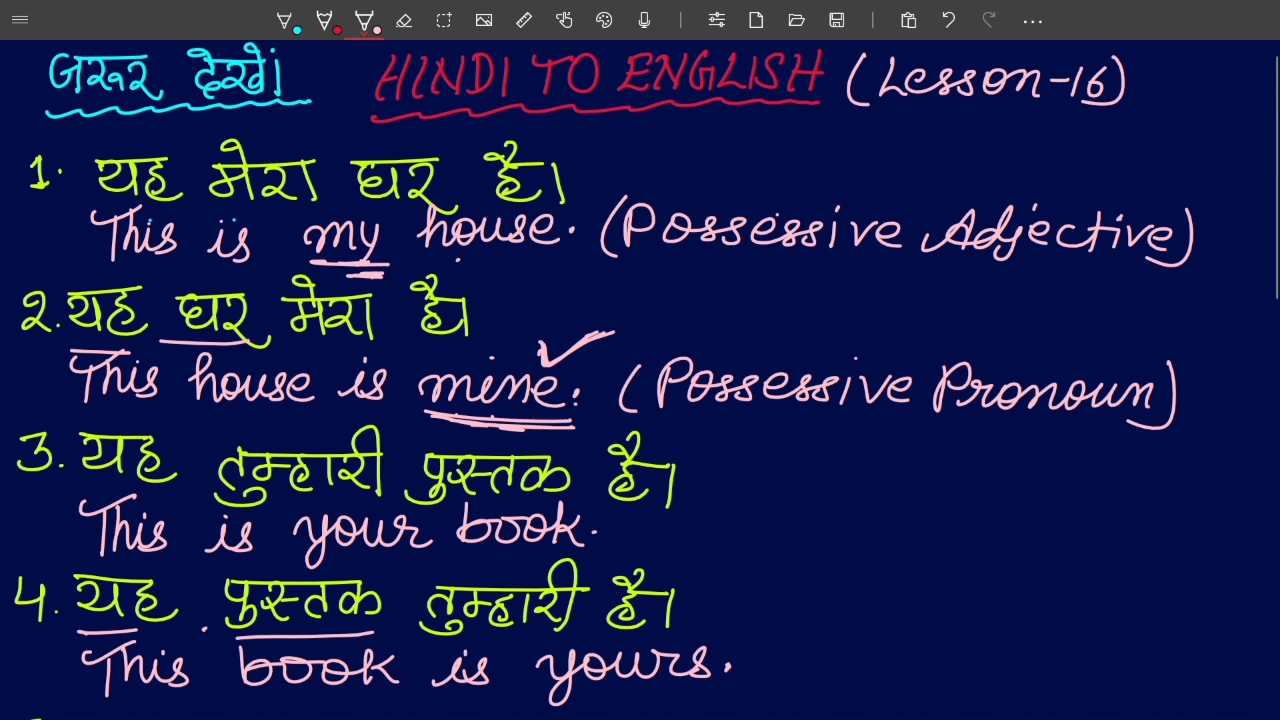 जरूर देखें। HINDI TO ENGLISH (Lesson-16)
1. यह मेरा घर है।
This is my house. (Possessive Adjective)
2. यह घर मेरा है।
This house is mine. (Possessive Pronoun)
3. यह तुम्हारी पुस्तक है।
This is your book.
4. यह पुस्तक तुम्हारी है।
This book is yours.